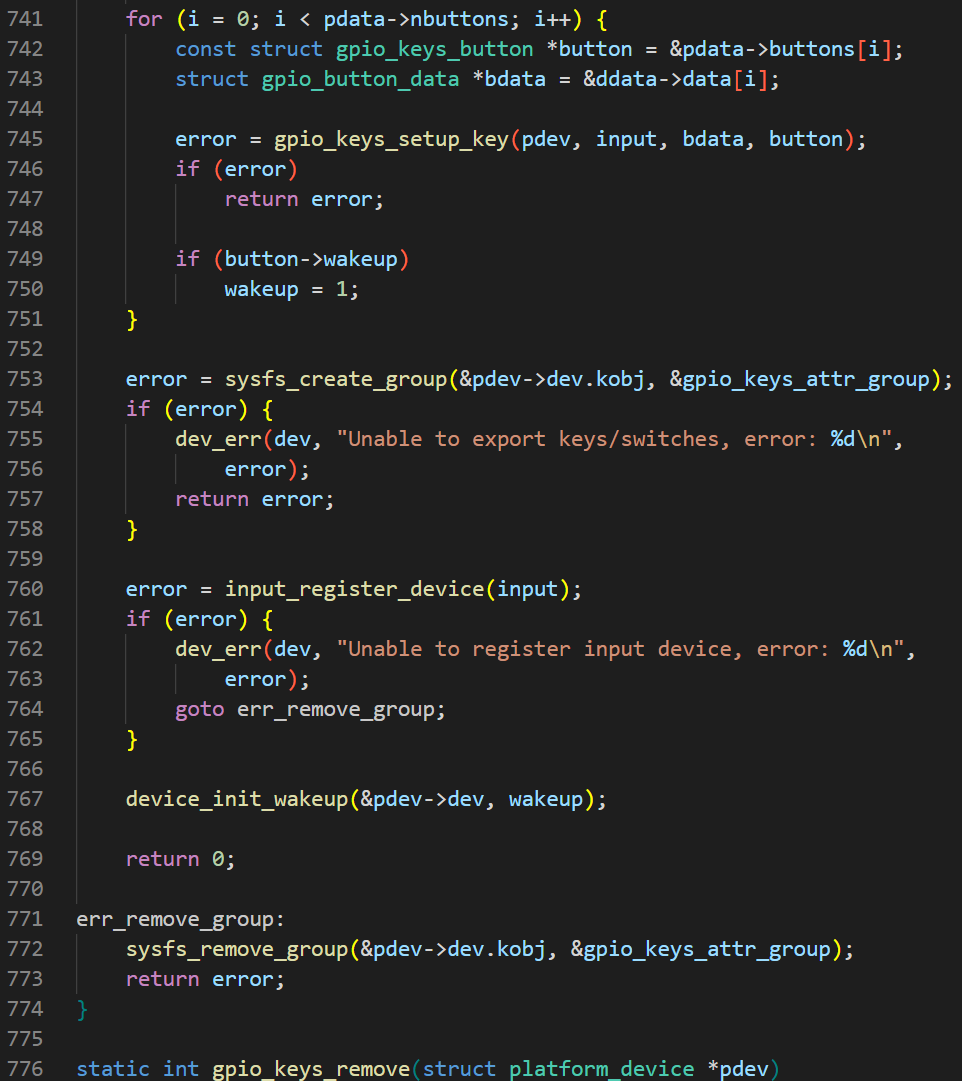 741 for (i = 0; i < pdata->nbuttons; i++) {
742 const struct gpio_keys_button *button = &pdata->buttons[i];
743 struct gpio_button_data *bdata = &ddata->data[i];
744
745 error = gpio_keys_setup_key(pdev, input, bdata, button);
746 if (error)
747 return error;
748
749 if (button->wakeup)
750 wakeup = 1;
751 }
752
753 error = sysfs_create_group(&pdev->dev.kobj, &gpio_keys_attr_group);
754 if (error) {
755 dev_err(dev, "Unable to export keys/switches, error: %d\n",
756 error);
757 return error;
758 }
759
760 error = input_register_device(input);
761 if (error) {
762 dev_err(dev, "Unable to register input device, error: %d\n",
763 error);
764 goto err_remove_group;
765 }
766
767 device_init_wakeup(&pdev->dev, wakeup);
768
769 return 0;
770
771 err_remove_group:
772 sysfs_remove_group(&pdev->dev.kobj, &gpio_keys_attr_group);
773 return error;
774 }
775
776 static int gpio_keys_remove(struct platform_device *pdev)